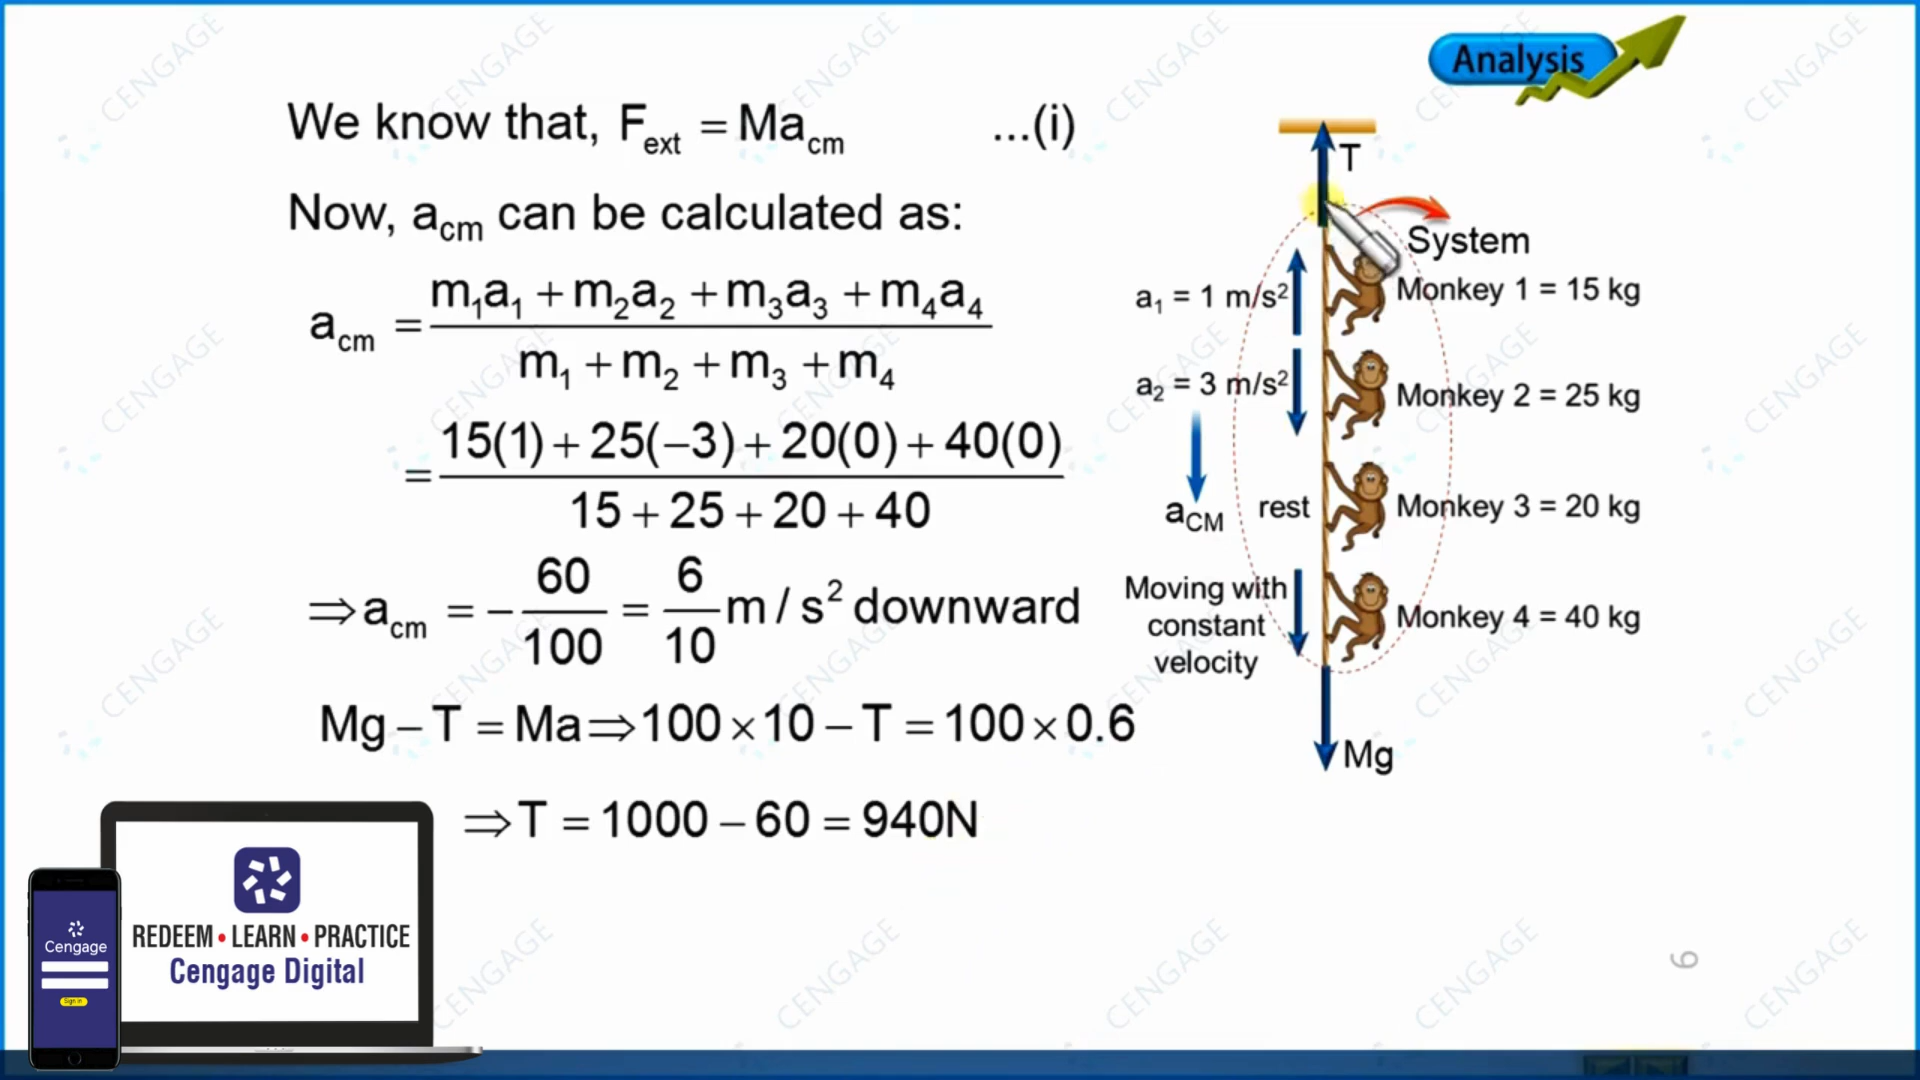 Analysis
We know that, F_ext = Ma_cm ...(i)
Now, a_cm can be calculated as:
a_cm = (m₁a₁ + m₂a₂ + m₃a₃ + m₄a₄) / (m₁ + m₂ + m₃ + m₄)
= (15(1) + 25(−3) + 20(0) + 40(0)) / (15 + 25 + 20 + 40)
⇒ a_cm = − 60/100 = 6/10 m / s² downward
Mg − T = Ma ⇒ 100 × 10 − T = 100 × 0.6
⇒ T = 1000 − 60 = 940N
T
System
a₁ = 1 m/s²
Monkey 1 = 15 kg
a₂ = 3 m/s²
Monkey 2 = 25 kg
a_CM
rest
Monkey 3 = 20 kg
Moving with
constant
velocity
Monkey 4 = 40 kg
Mg
REDEEM • LEARN • PRACTICE
Cengage Digital
Cengage
Sign in
6
CENGAGE